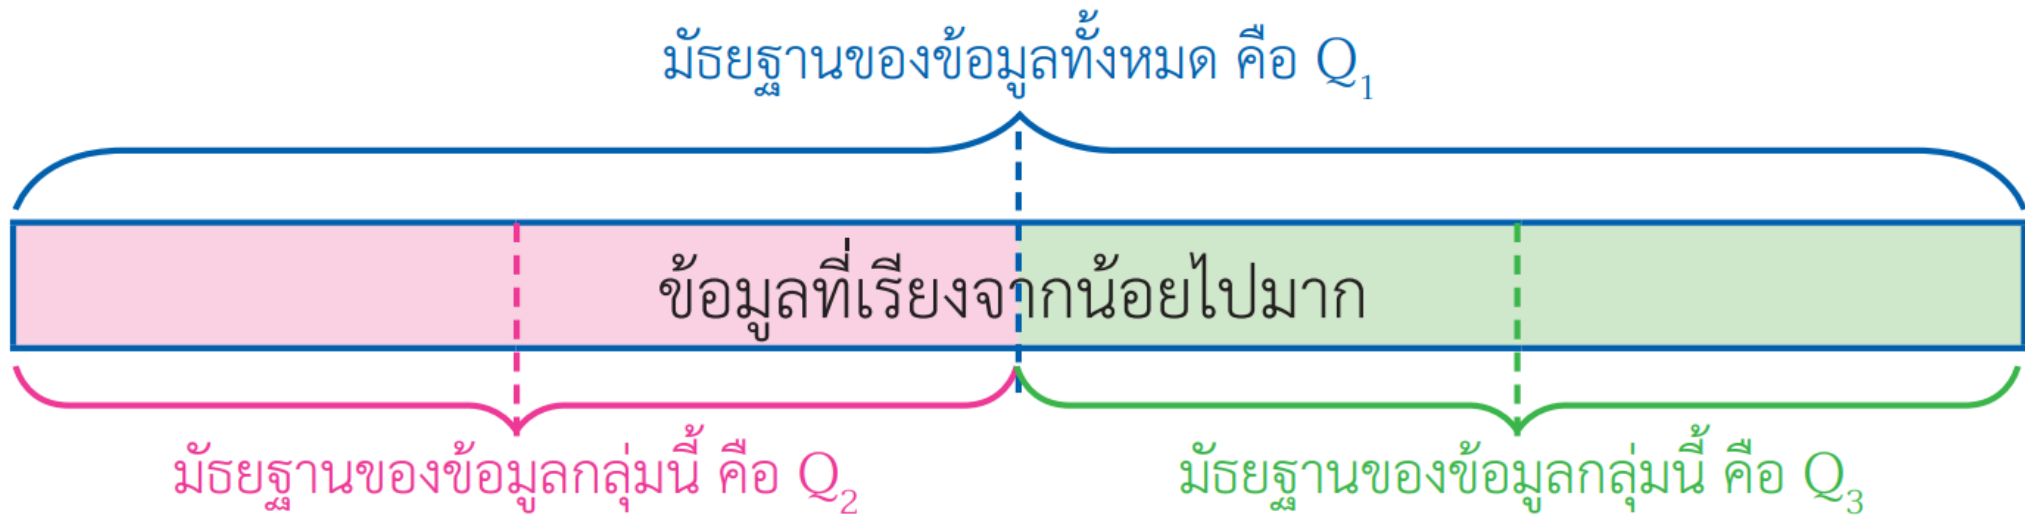 มัธยฐานของข้อมูลทั้งหมด คือ Q₁
ข้อมูลที่เรียงจากน้อยไปมาก
มัธยฐานของข้อมูลกลุ่มนี้ คือ Q₂
มัธยฐานของข้อมูลกลุ่มนี้ คือ Q₃